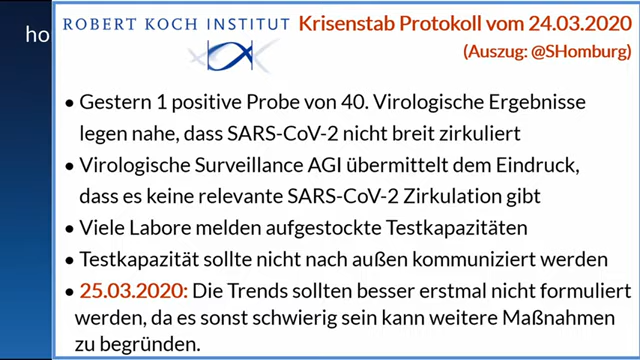 ho
ROBERT KOCH INSTITUT
Krisenstab Protokoll vom 24.03.2020
(Auszug: @SHomburg)
• Gestern 1 positive Probe von 40. Virologische Ergebnisse
legen nahe, dass SARS-CoV-2 nicht breit zirkuliert
• Virologische Surveillance AGI übermittelt dem Eindruck,
dass es keine relevante SARS-CoV-2 Zirkulation gibt
• Viele Labore melden aufgestockte Testkapazitäten
• Testkapazität sollte nicht nach außen kommuniziert werden
• 25.03.2020: Die Trends sollten besser erstmal nicht formuliert
werden, da es sonst schwierig sein kann weitere Maßnahmen
zu begründen.